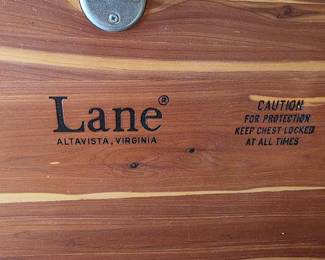 Lane®
ALTAVISTA, VIRGINIA
CAUTION
FOR PROTECTION
KEEP CHEST LOCKED
AT ALL TIMES